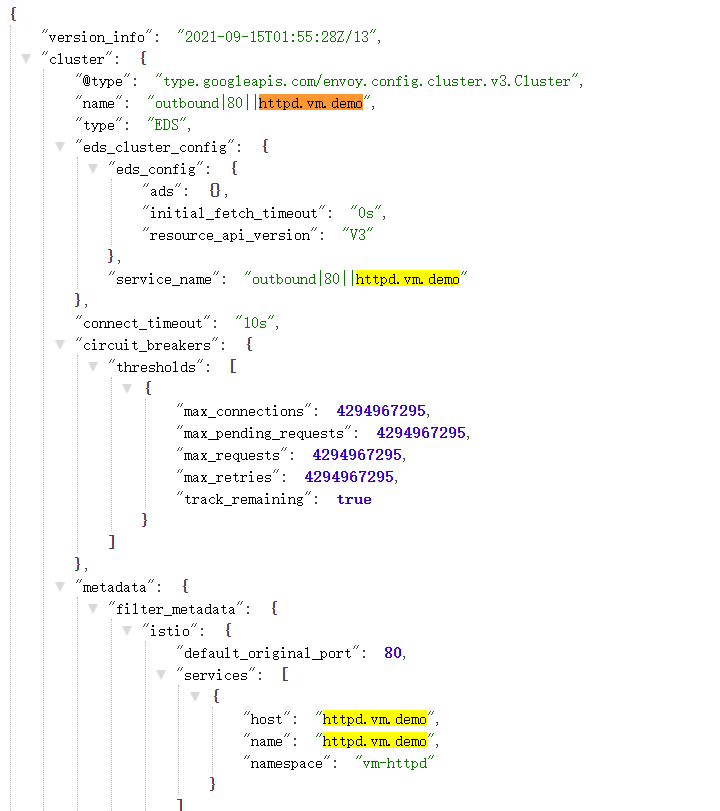 {
"version_info": "2021-09-15T01:55:28Z/13",
"cluster": {
"@type": "type.googleapis.com/envoy.config.cluster.v3.Cluster",
"name": "outbound|80||httpd.vm.demo",
"type": "EDS",
"eds_cluster_config": {
"eds_config": {
"ads": {},
"initial_fetch_timeout": "0s",
"resource_api_version": "V3"
},
"service_name": "outbound|80||httpd.vm.demo"
},
"connect_timeout": "10s",
"circuit_breakers": {
"thresholds": [
{
"max_connections": 4294967295,
"max_pending_requests": 4294967295,
"max_requests": 4294967295,
"max_retries": 4294967295,
"track_remaining": true
}
]
},
"metadata": {
"filter_metadata": {
"istio": {
"default_original_port": 80,
"services": [
{
"host": "httpd.vm.demo",
"name": "httpd.vm.demo",
"namespace": "vm-httpd"
}
]